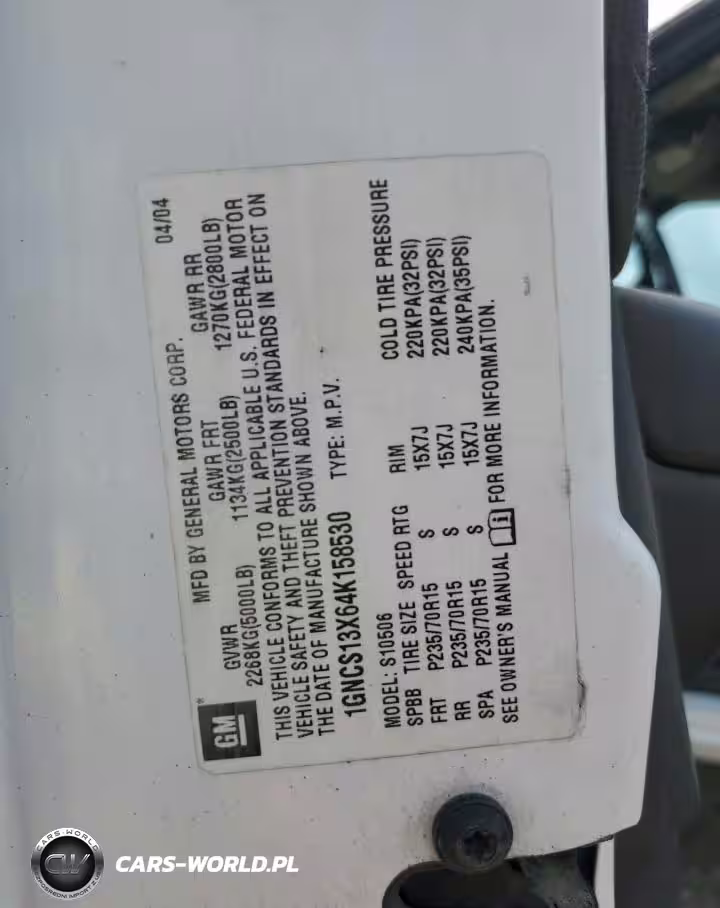 MFD BY GENERAL MOTORS CORP. 04/04
GVWR GAWR FRT GAWR RR
2268KG(5000LB) 1134KG(2500LB) 1270KG(2800LB)
THIS VEHICLE CONFORMS TO ALL APPLICABLE U.S. FEDERAL MOTOR
VEHICLE SAFETY AND THEFT PREVENTION STANDARDS IN EFFECT ON
THE DATE OF MANUFACTURE SHOWN ABOVE.
1GNCS13X64K158530 TYPE: M.P.V.
MODEL: S10506
SPBB TIRE SIZE SPEED RTG RIM COLD TIRE PRESSURE
FRT P235/70R15 S 15X7J 220KPA(32PSI)
RR P235/70R15 S 15X7J 220KPA(32PSI)
SPA P235/70R15 S 15X7J 240KPA(35PSI)
SEE OWNER'S MANUAL FOR MORE INFORMATION.
GM
CARS-WORLD
CW
CARS-WORLD.PL